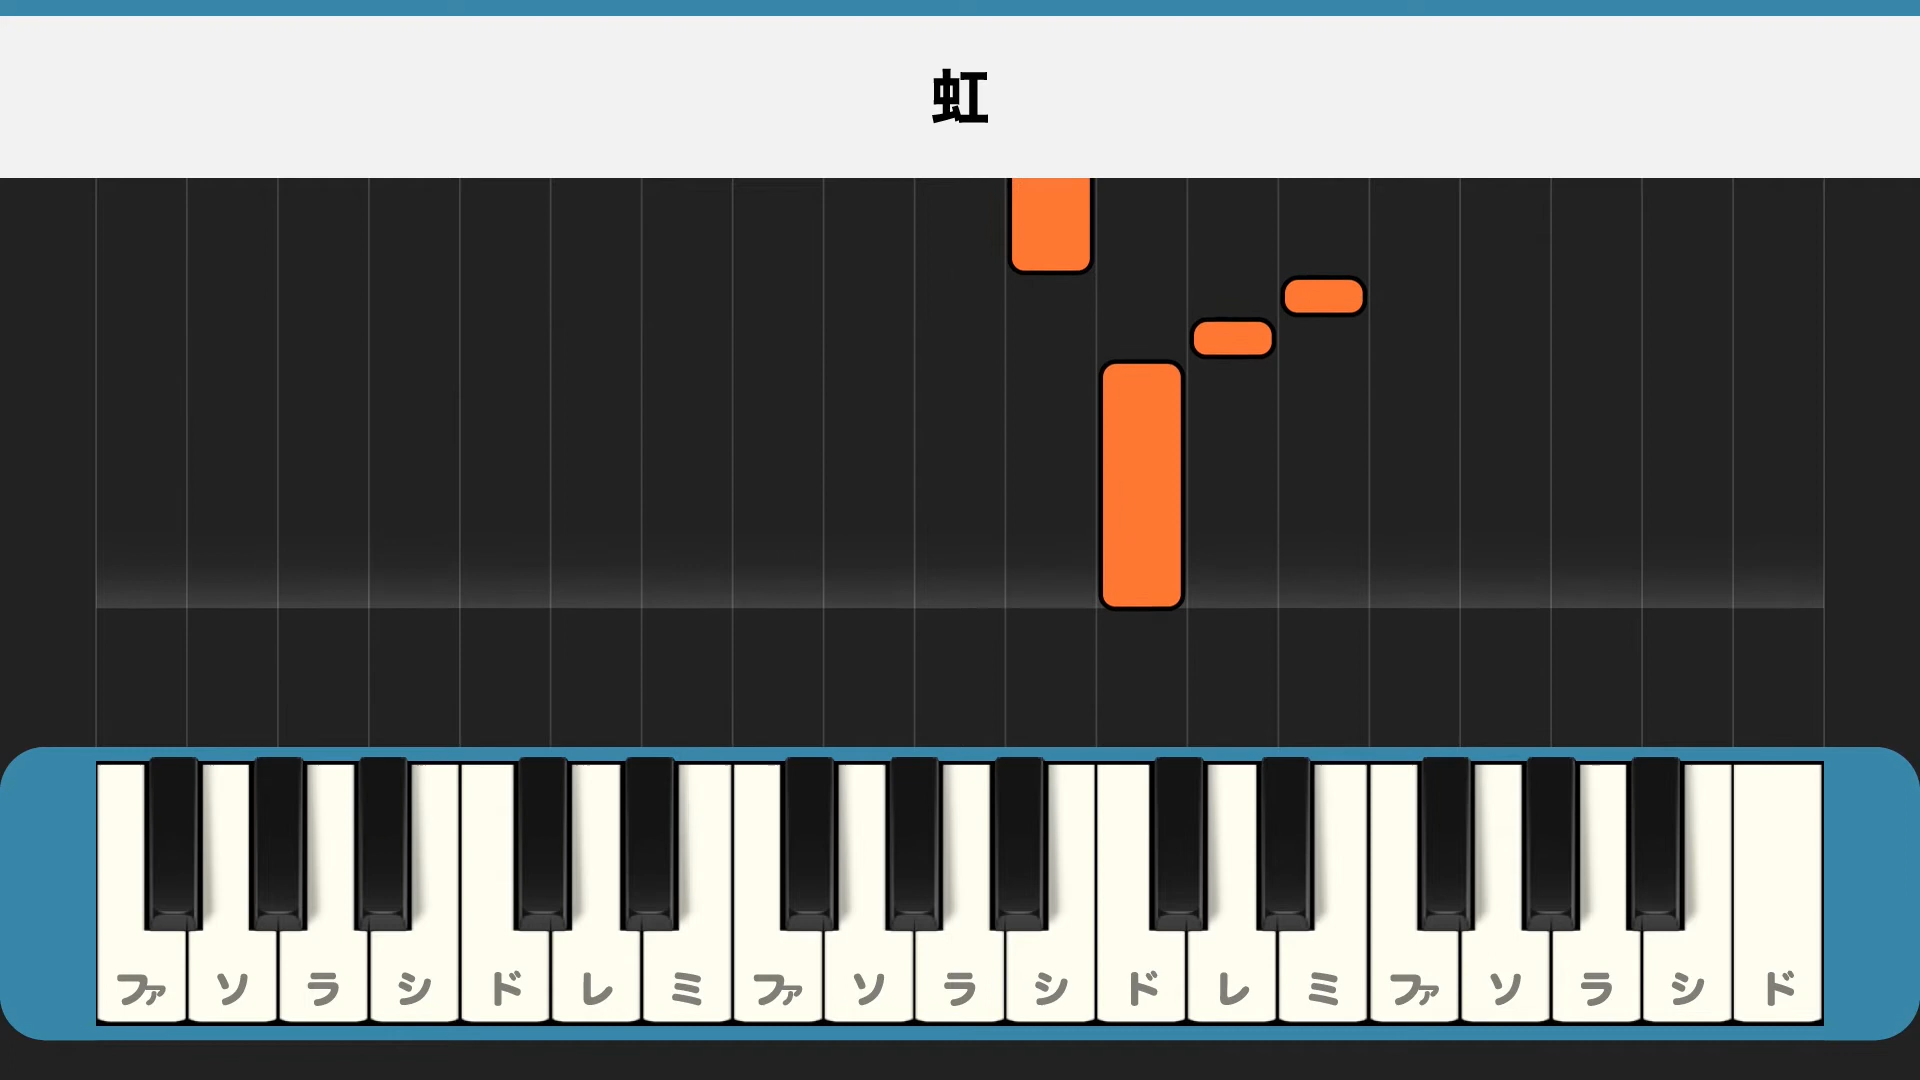 虹
ファ ソ ラ シ ド レ ミ ファ ソ ラ シ ド レ ミ ファ ソ ラ シ ド